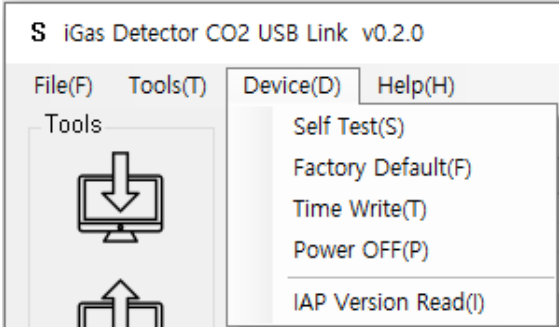 S iGas Detector CO2 USB Link v0.2.0
File(F) Tools(T) Device(D) Help(H)
Tools
Self Test(S)
Factory Default(F)
Time Write(T)
Power OFF(P)
IAP Version Read(I)